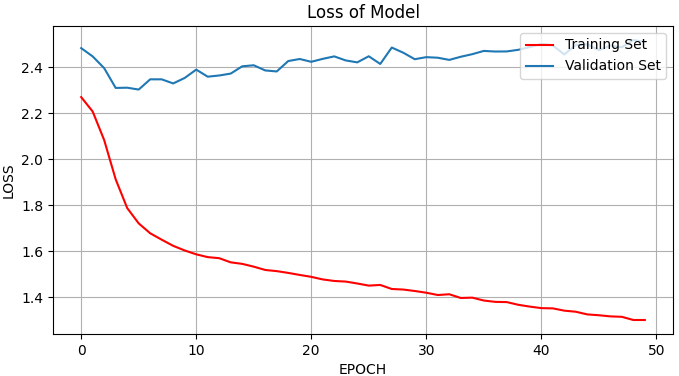 Loss of Model
Training Set
Validation Set
LOSS
2.4
2.2
2.0
1.8
1.6
1.4
0 10 20 30 40 50
EPOCH